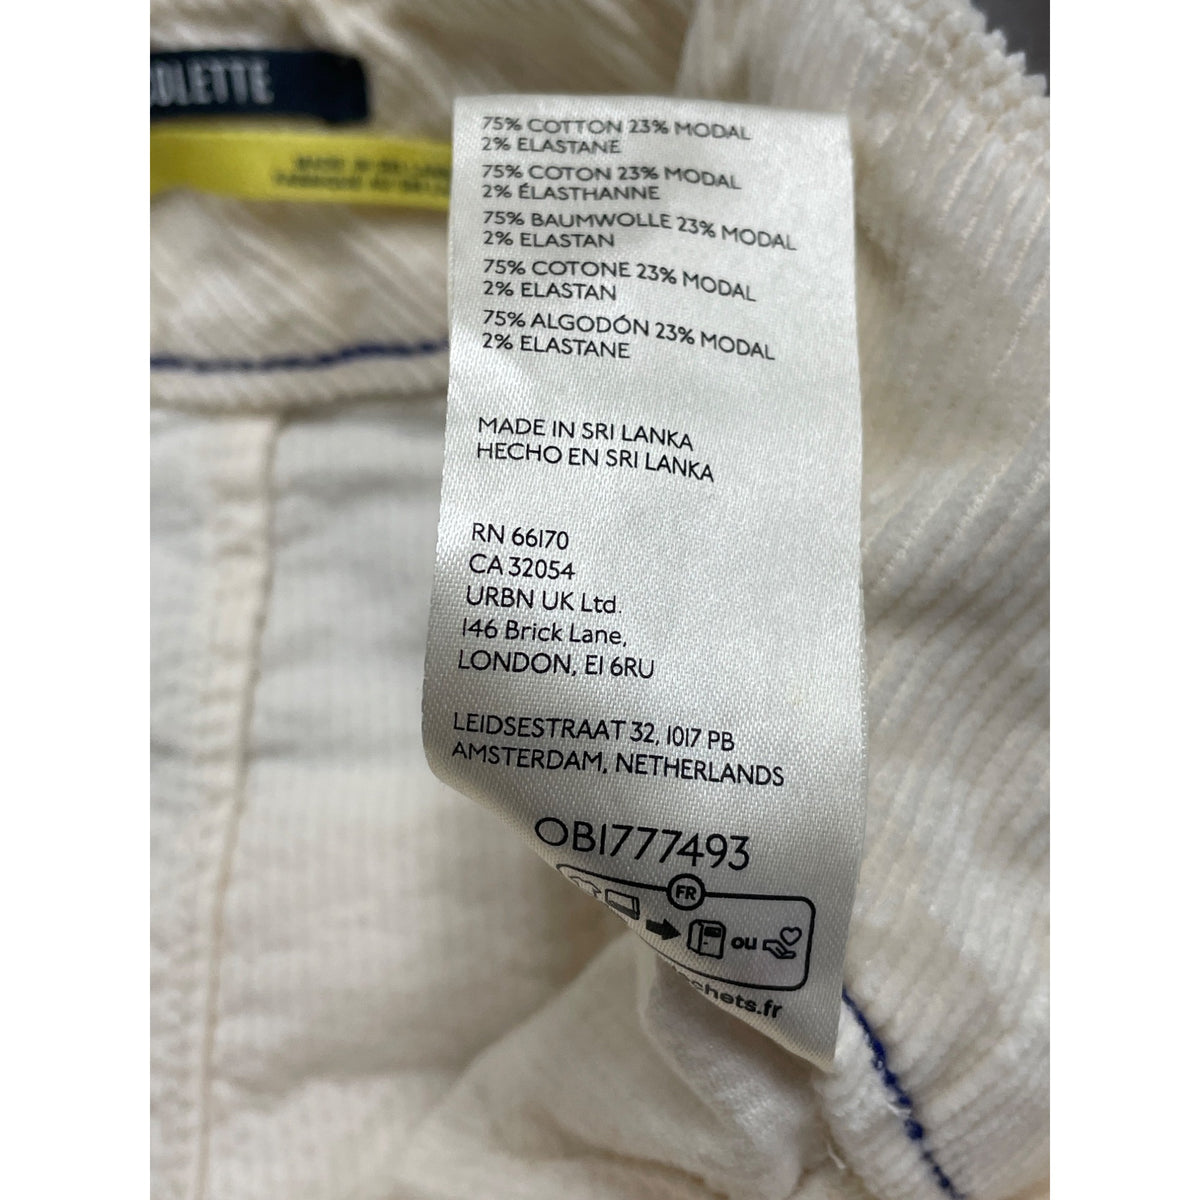 OLETTE
75% COTTON 23% MODAL
2% ELASTANE
75% COTON 23% MODAL
2% ÉLASTHANNE
75% BAUMWOLLE 23% MODAL
2% ELASTAN
75% COTONE 23% MODAL
2% ELASTAN
75% ALGODÓN 23% MODAL
2% ELASTANE
MADE IN SRI LANKA
HECHO EN SRI LANKA
RN 66170
CA 32054
URBN UK Ltd.
146 Brick Lane,
LONDON, E1 6RU
LEIDSESTRAAT 32, 1017 PB
AMSTERDAM, NETHERLANDS
OB1777493
FR
ou
chets.fr